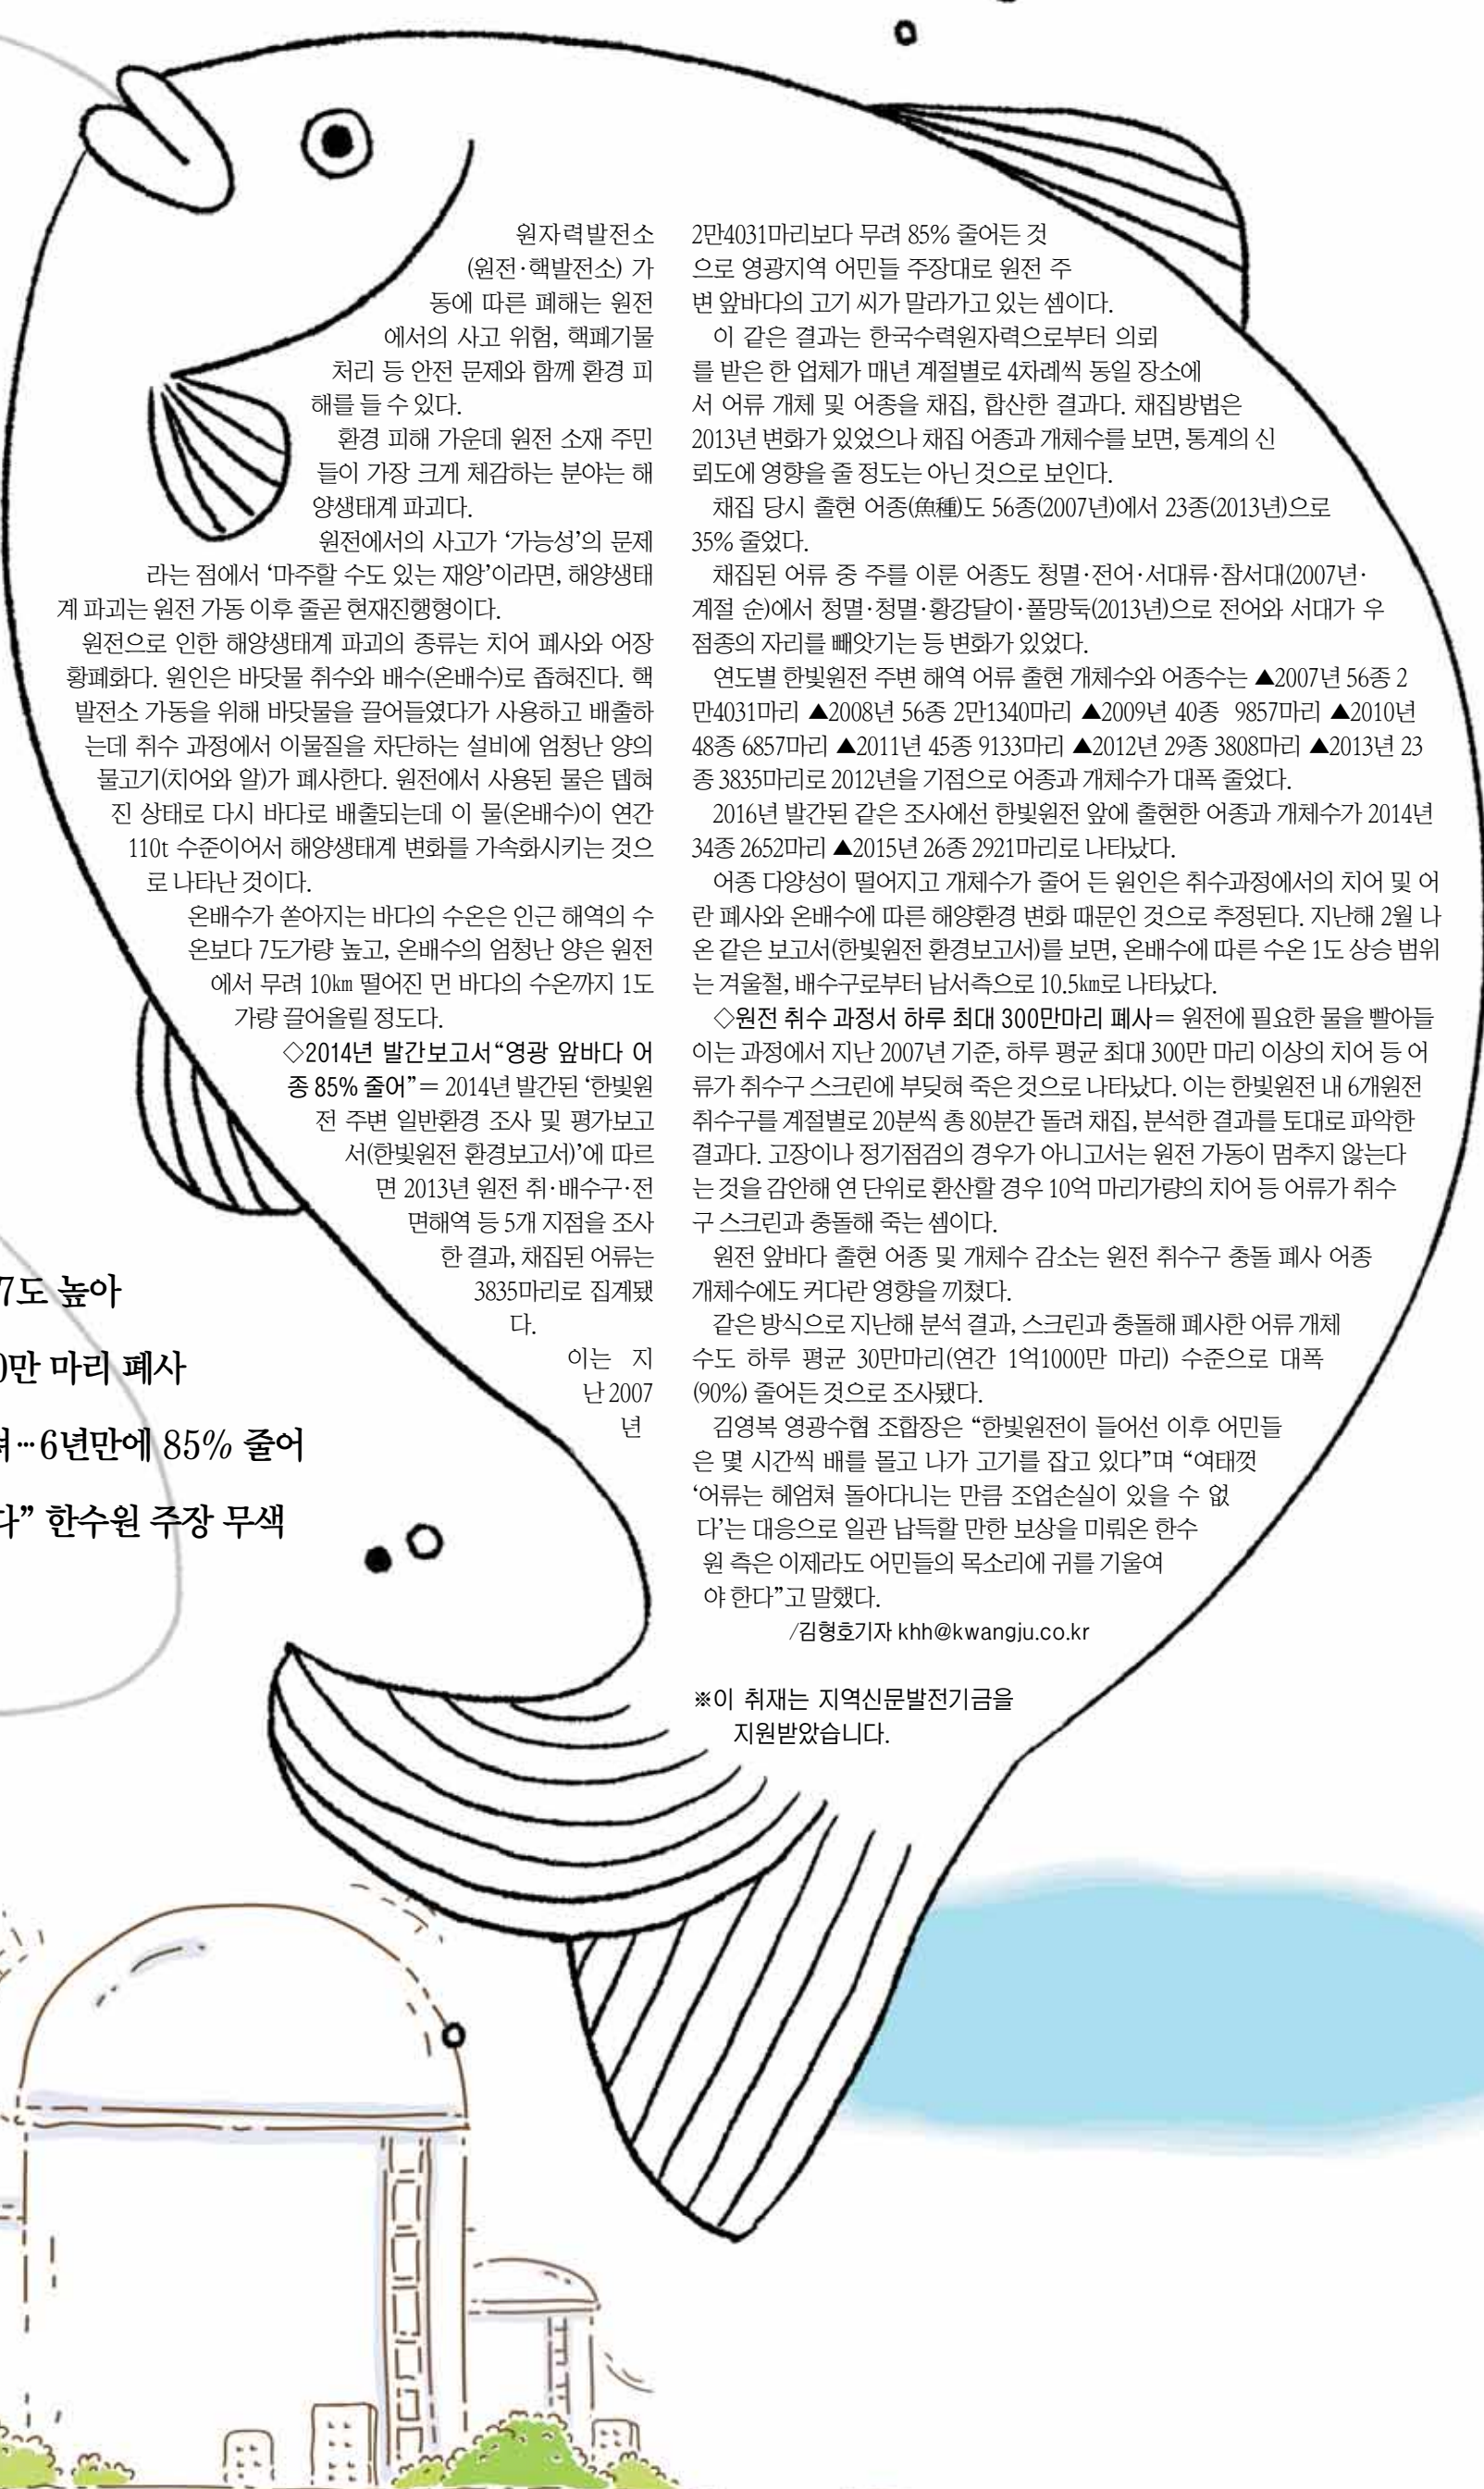 원자력발전소
(원전·핵발전소) 가
동에 따른 폐해는 원전
에서의 사고 위험, 핵폐기물
처리 등 안전 문제와 함께 환경 피
해를 들 수 있다.
환경 피해 가운데 원전 소재 주민
들이 가장 크게 체감하는 분야는 해
양생태계 파괴다.
원전에서의 사고가 ‘가능성’의 문제
라는 점에서 ‘마주할 수도 있는 재앙’이라면, 해양생태
계 파괴는 원전 가동 이후 줄곧 현재진행형이다.
원전으로 인한 해양생태계 파괴의 종류는 치어 폐사와 어장
황폐화다. 원인은 바닷물 취수와 배수(온배수)로 좁혀진다. 핵
발전소 가동을 위해 바닷물을 끌어들였다가 사용하고 배출하
는데 취수 과정에서 이물질을 차단하는 설비에 엄청난 양의
물고기(치어와 알)가 폐사한다. 원전에서 사용된 물은 뎁혀
진 상태로 다시 바다로 배출되는데 이 물(온배수)이 연간
110t 수준이어서 해양생태계 변화를 가속화시키는 것으
로 나타난 것이다.
온배수가 쏟아지는 바다의 수온은 인근 해역의 수
온보다 7도가량 높고, 온배수의 엄청난 양은 원전
에서 무려 10㎞ 떨어진 먼 바다의 수온까지 1도
가량 끌어올릴 정도다.
◇2014년 발간보고서“영광 앞바다 어
종 85% 줄어”= 2014년 발간된 ‘한빛원
전 주변 일반환경 조사 및 평가보고
서(한빛원전 환경보고서)’에 따르
면 2013년 원전 취·배수구·전
면해역 등 5개 지점을 조사
한 결과, 채집된 어류는
3835마리로 집계됐
다.
이는 지
난 2007
년
2만4031마리보다 무려 85% 줄어든 것
으로 영광지역 어민들 주장대로 원전 주
변 앞바다의 고기 씨가 말라가고 있는 셈이다.
이 같은 결과는 한국수력원자력으로부터 의뢰
를 받은 한 업체가 매년 계절별로 4차례씩 동일 장소에
서 어류 개체 및 어종을 채집, 합산한 결과다. 채집방법은
2013년 변화가 있었으나 채집 어종과 개체수를 보면, 통계의 신
뢰도에 영향을 줄 정도는 아닌 것으로 보인다.
채집 당시 출현 어종(魚種)도 56종(2007년)에서 23종(2013년)으로
35% 줄었다.
채집된 어류 중 주를 이룬 어종도 청멸·전어·서대류·참서대(2007년·
계절 순)에서 청멸·청멸·황강달이·풀망둑(2013년)으로 전어와 서대가 우
점종의 자리를 빼앗기는 등 변화가 있었다.
연도별 한빛원전 주변 해역 어류 출현 개체수와 어종수는 ▲2007년 56종 2
만4031마리 ▲2008년 56종 2만1340마리 ▲2009년 40종 9857마리 ▲2010년
48종 6857마리 ▲2011년 45종 9133마리 ▲2012년 29종 3808마리 ▲2013년 23
종 3835마리로 2012년을 기점으로 어종과 개체수가 대폭 줄었다.
2016년 발간된 같은 조사에선 한빛원전 앞에 출현한 어종과 개체수가 2014년
34종 2652마리 ▲2015년 26종 2921마리로 나타났다.
어종 다양성이 떨어지고 개체수가 줄어 든 원인은 취수과정에서의 치어 및 어
란 폐사와 온배수에 따른 해양환경 변화 때문인 것으로 추정된다. 지난해 2월 나
온 같은 보고서(한빛원전 환경보고서)를 보면, 온배수에 따른 수온 1도 상승 범위
는 겨울철, 배수구로부터 남서측으로 10.5㎞로 나타났다.
◇원전 취수 과정서 하루 최대 300만마리 폐사= 원전에 필요한 물을 빨아들
이는 과정에서 지난 2007년 기준, 하루 평균 최대 300만 마리 이상의 치어 등 어
류가 취수구 스크린에 부딪혀 죽은 것으로 나타났다. 이는 한빛원전 내 6개원전
취수구를 계절별로 20분씩 총 80분간 돌려 채집, 분석한 결과를 토대로 파악한
결과다. 고장이나 정기점검의 경우가 아니고서는 원전 가동이 멈추지 않는다
는 것을 감안해 연 단위로 환산할 경우 10억 마리가량의 치어 등 어류가 취수
구 스크린과 충돌해 죽는 셈이다.
원전 앞바다 출현 어종 및 개체수 감소는 원전 취수구 충돌 폐사 어종
개체수에도 커다란 영향을 끼쳤다.
같은 방식으로 지난해 분석 결과, 스크린과 충돌해 폐사한 어류 개체
수도 하루 평균 30만마리(연간 1억1000만 마리) 수준으로 대폭
(90%) 줄어든 것으로 조사됐다.
김영복 영광수협 조합장은 “한빛원전이 들어선 이후 어민들
은 몇 시간씩 배를 몰고 나가 고기를 잡고 있다”며 “여태껏
‘어류는 헤엄쳐 돌아다니는 만큼 조업손실이 있을 수 없
다’는 대응으로 일관 납득할 만한 보상을 미뤄온 한수
원 측은 이제라도 어민들의 목소리에 귀를 기울여
야 한다”고 말했다.
/김형호기자 khh@kwangju.co.kr
※이 취재는 지역신문발전기금을
지원받았습니다.
7도 높아
만 마리 폐사
…6년만에 85% 줄어
다” 한수원 주장 무색